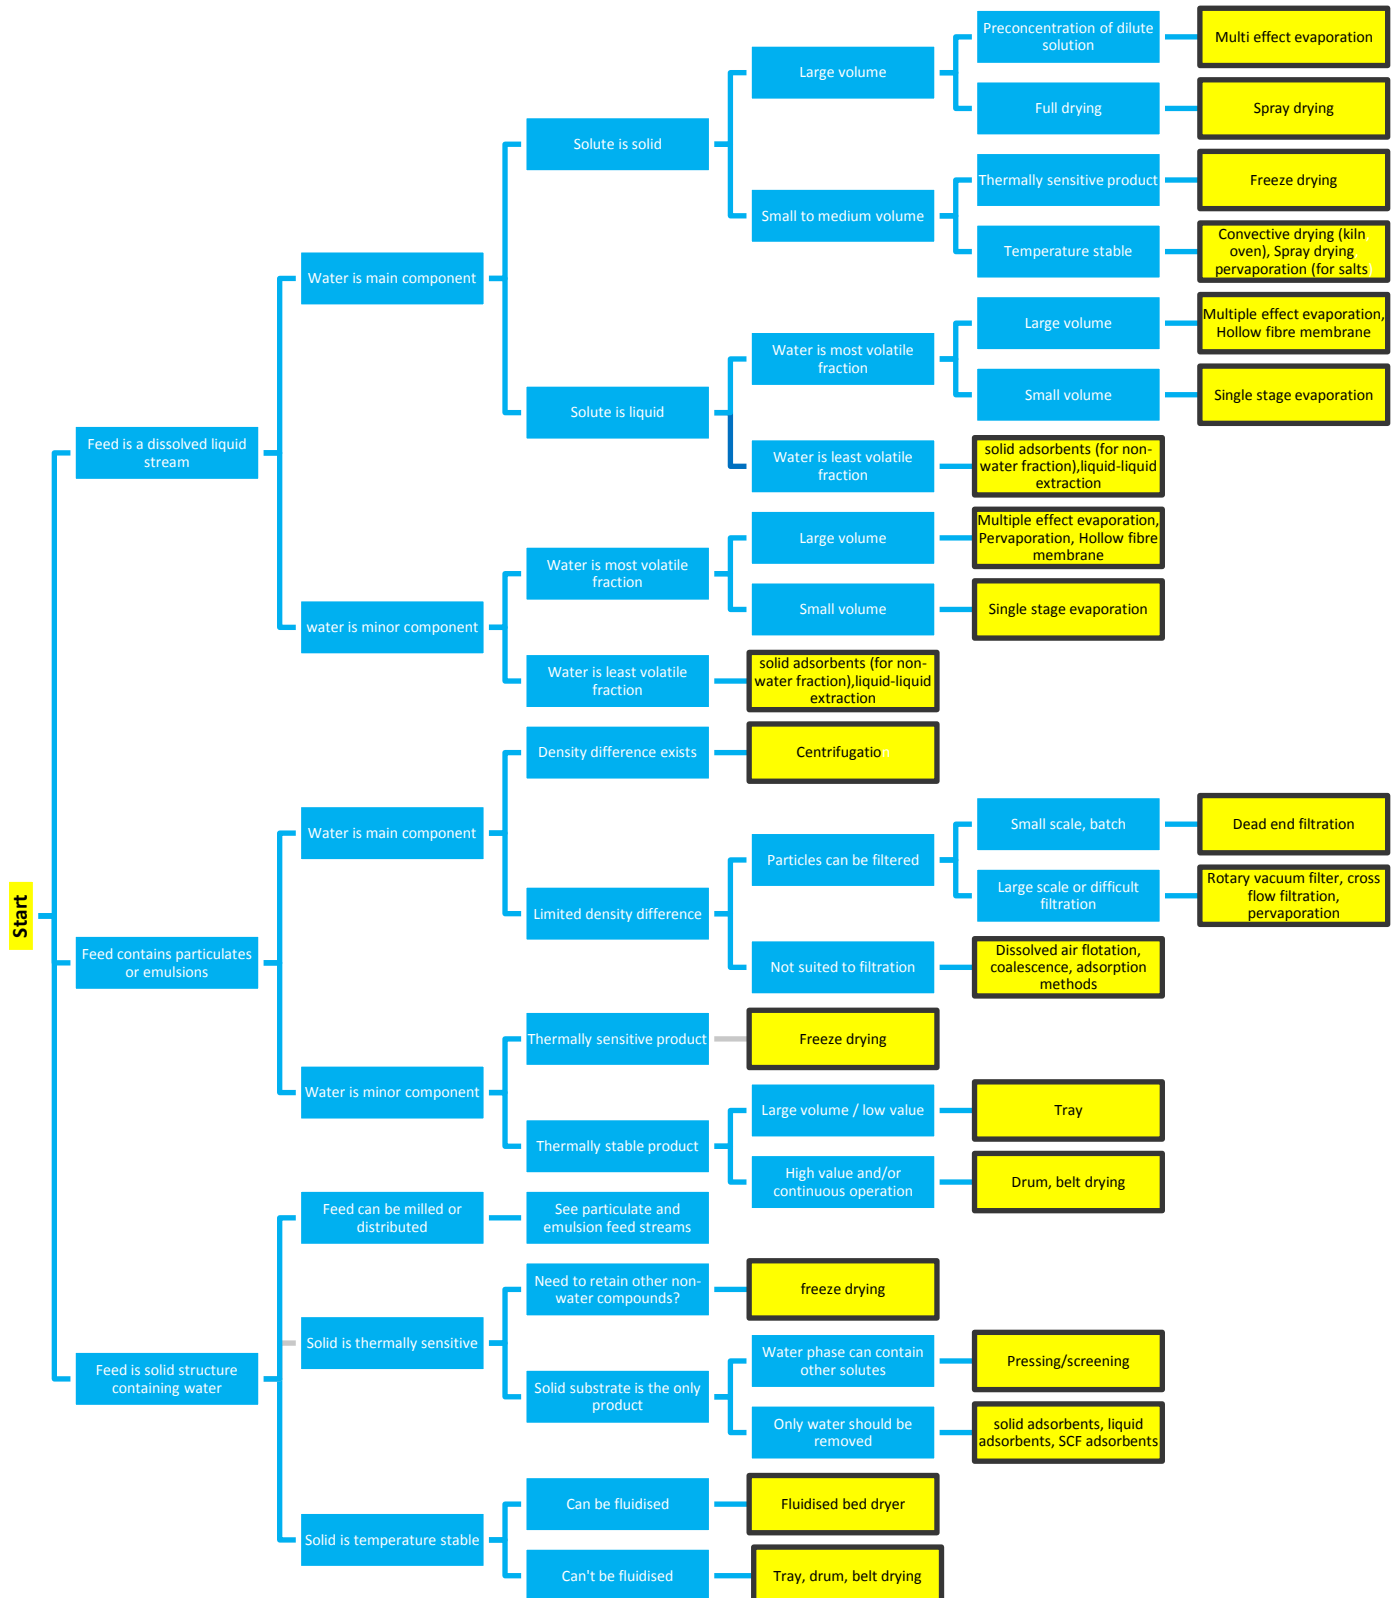 Preconcentration of dilute
solution
Multi effect evaporation
Large volume
Full drying
Spray drying
Solute is solid
Thermally sensitive product
Freeze drying
Small to medium volume
Temperature stable
Convective drying (kiln
oven), Spray drying
pervaporation (for salts
Water is main component
Large volume
Multiple effect evaporation,
Hollow fibre membrane
Water is most volatile
fraction
Small volume
Single stage evaporation
Solute is liquid
Water is least volatile
fraction
solid adsorbents (for non-
water fraction),liquid-liquid
extraction
Feed is a dissolved liquid
stream
Large volume
Multiple effect evaporation,
Pervaporation, Hollow fibre
membrane
Water is most volatile
fraction
Small volume
Single stage evaporation
water is minor component
Water is least volatile
fraction
solid adsorbents (for non-
water fraction),liquid-liquid
extraction
Density difference exists
Centrifugation
Water is main component
Small scale, batch
Dead end filtration
Particles can be filtered
Large scale or difficult
filtration
Rotary vacuum filter, cross
flow filtration,
pervaporation
Limited density difference
Not suited to filtration
Dissolved air flotation,
coalescence, adsorption
methods
Start
Feed contains particulates
or emulsions
Thermally sensitive product
Freeze drying
Water is minor component
Large volume / low value
Tray
Thermally stable product
High value and/or
continuous operation
Drum, belt drying
Feed can be milled or
distributed
See particulate and
emulsion feed streams
Need to retain other non-
water compounds?
freeze drying
Solid is thermally sensitive
Water phase can contain
other solutes
Pressing/screening
Solid substrate is the only
product
Only water should be
removed
solid adsorbents, liquid
adsorbents, SCF adsorbents
Feed is solid structure
containing water
Can be fluidised
Fluidised bed dryer
Solid is temperature stable
Can't be fluidised
Tray, drum, belt drying